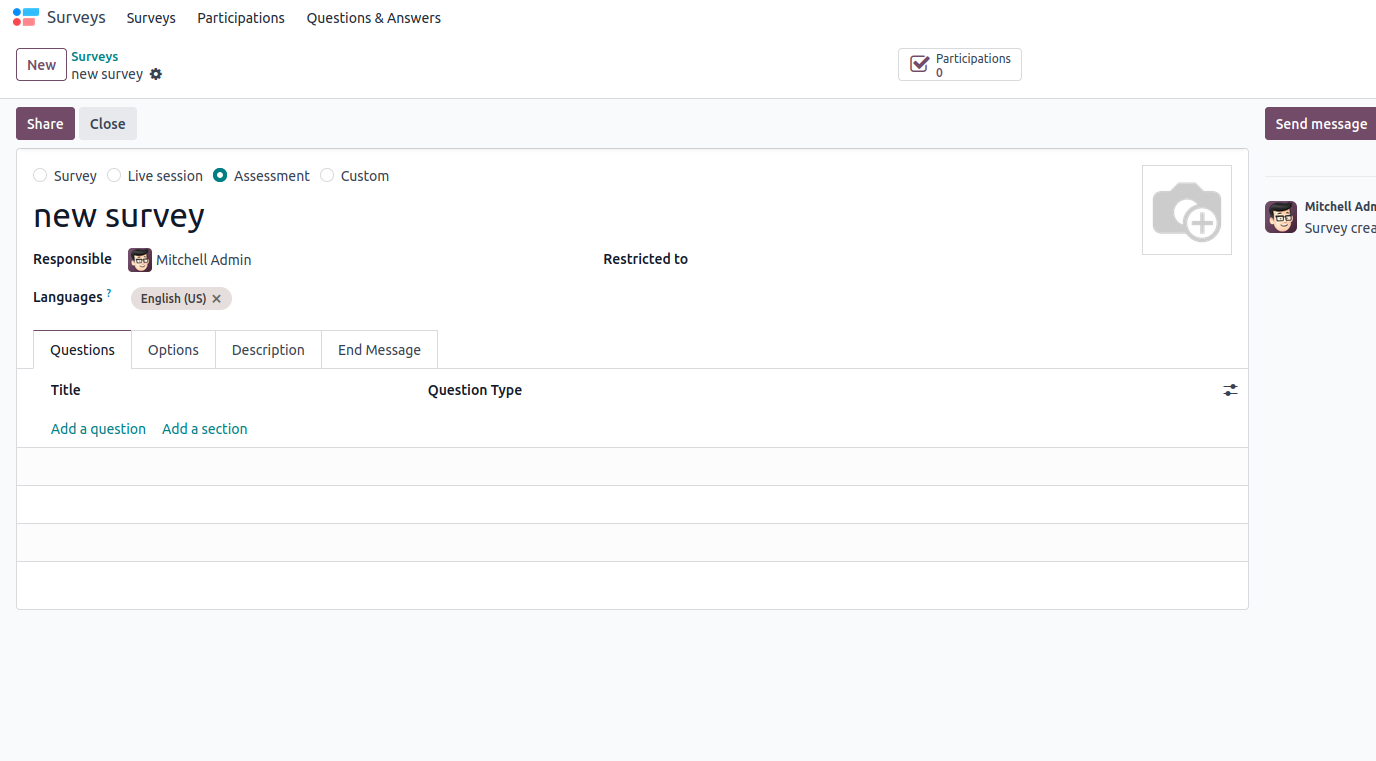 Surveys Surveys Participations Questions & Answers
New
Surveys
new survey
Participations
0
Share Close
Send message
Survey Live session Assessment Custom
new survey
Responsible Mitchell Admin
Restricted to
Languages ? English (US)
Questions Options Description End Message
Title Question Type
Add a question Add a section
Mitchell Adm
Survey crea